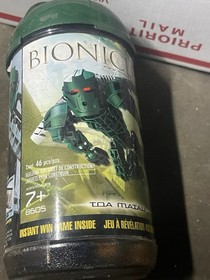 PRIORIT
MAIL
BIONIC
46 pcs/pzs
7+
8605
TOA MATAU
INSTANT WIN GAME INSIDE JEU À RÉVÉLATION